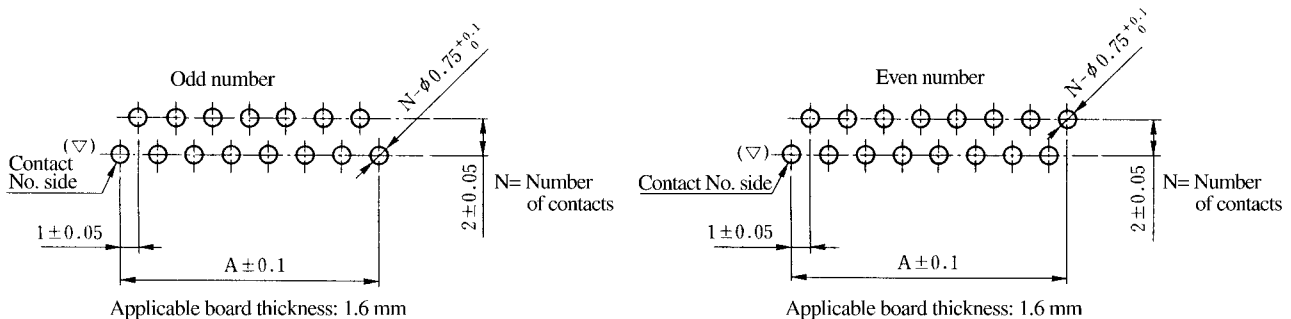 Odd number
N-φ0.75 +0.1 0
(▽)
Contact
No. side
2±0.05
N= Number
of contacts
1±0.05
A±0.1
Applicable board thickness: 1.6 mm
Even number
N-φ0.75 +0.1 0
(▽)
Contact No. side
2±0.05
N= Number
of contacts
1±0.05
A±0.1
Applicable board thickness: 1.6 mm